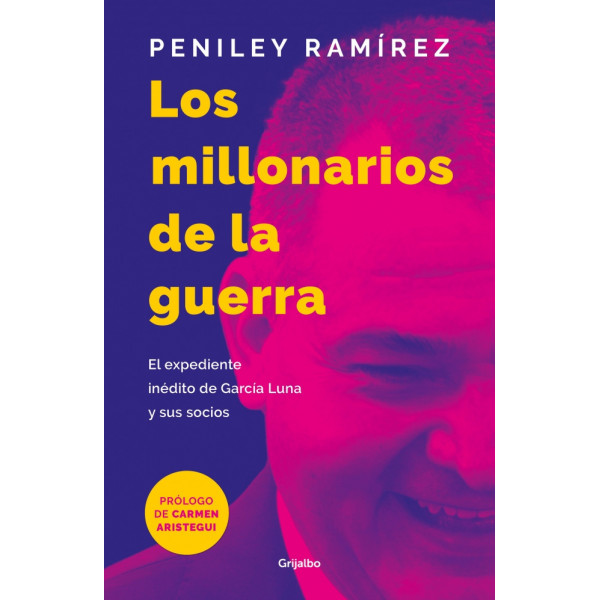 PENILEY RAMÍREZ
Los
millonarios
de la
guerra
El expediente
inédito de García Luna
y sus socios
PRÓLOGO
DE CARMEN
ARISTEGUI
Grijalbo